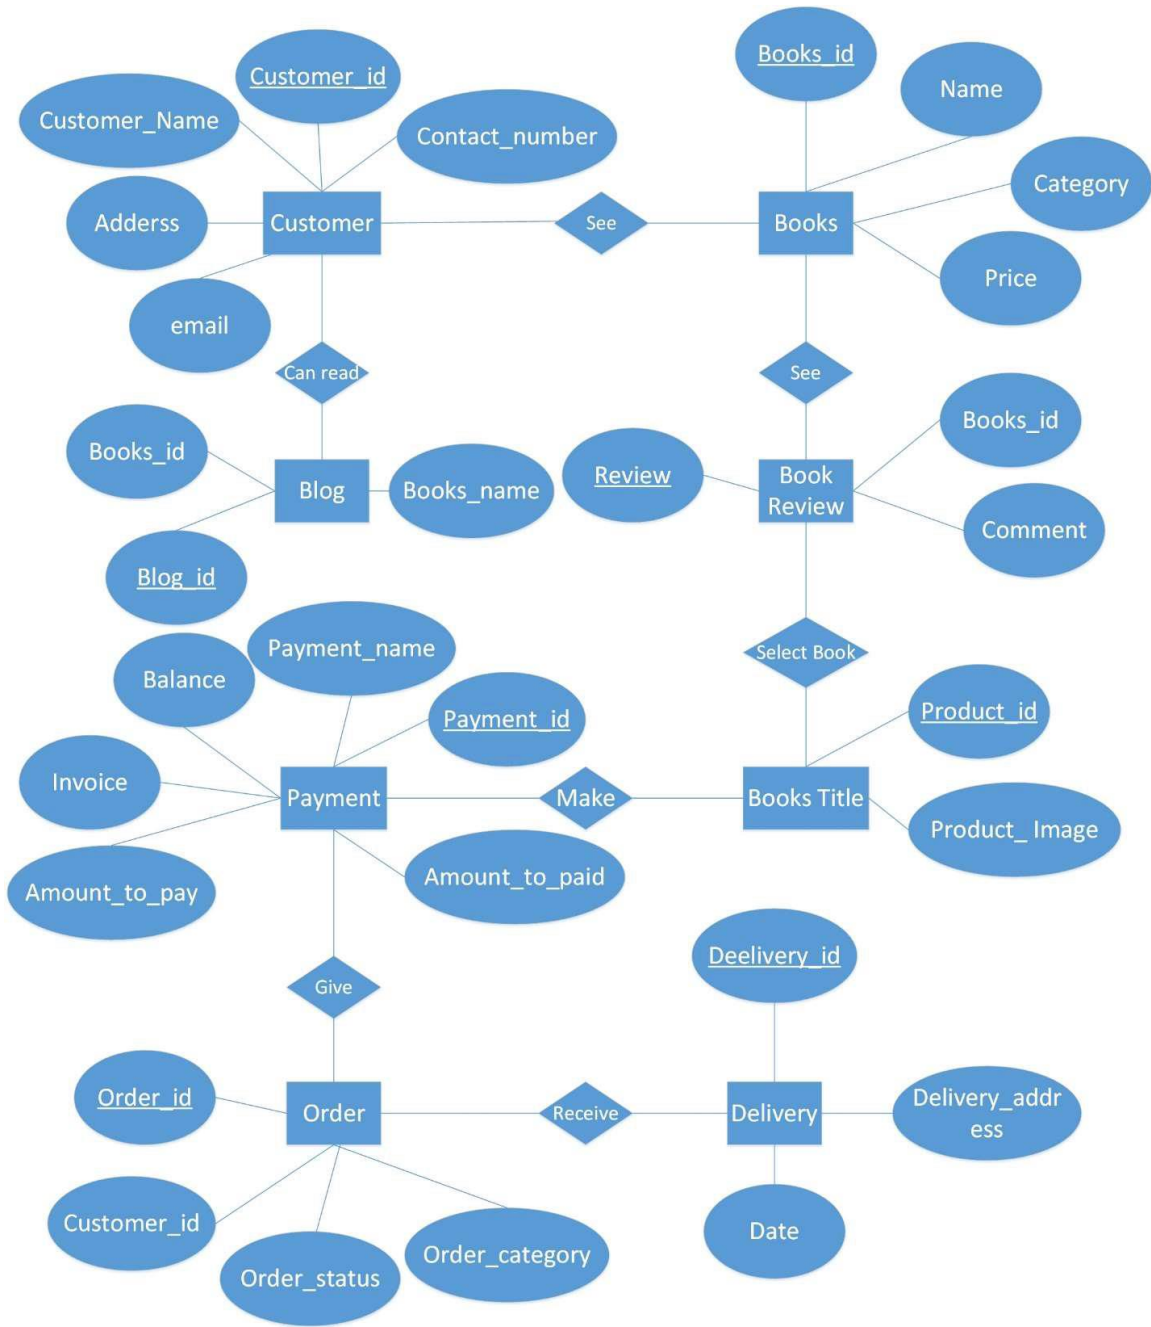 Customer_id
Books_id
Name
Customer_Name
Contact_number
Category
Adderss
Customer
See
Books
Price
email
Can read
See
Books_id
Books_id
Review
Book
Review
Blog
Books_name
Comment
Blog_id
Payment_name
Select Book
Balance
Payment_id
Product_id
Invoice
Payment
Make
Books Title
Product_ Image
Amount_to_pay
Amount_to_paid
Deelivery_id
Give
Order_id
Order
Receive
Delivery
Delivery_addr
ess
Customer_id
Order_status
Order_category
Date